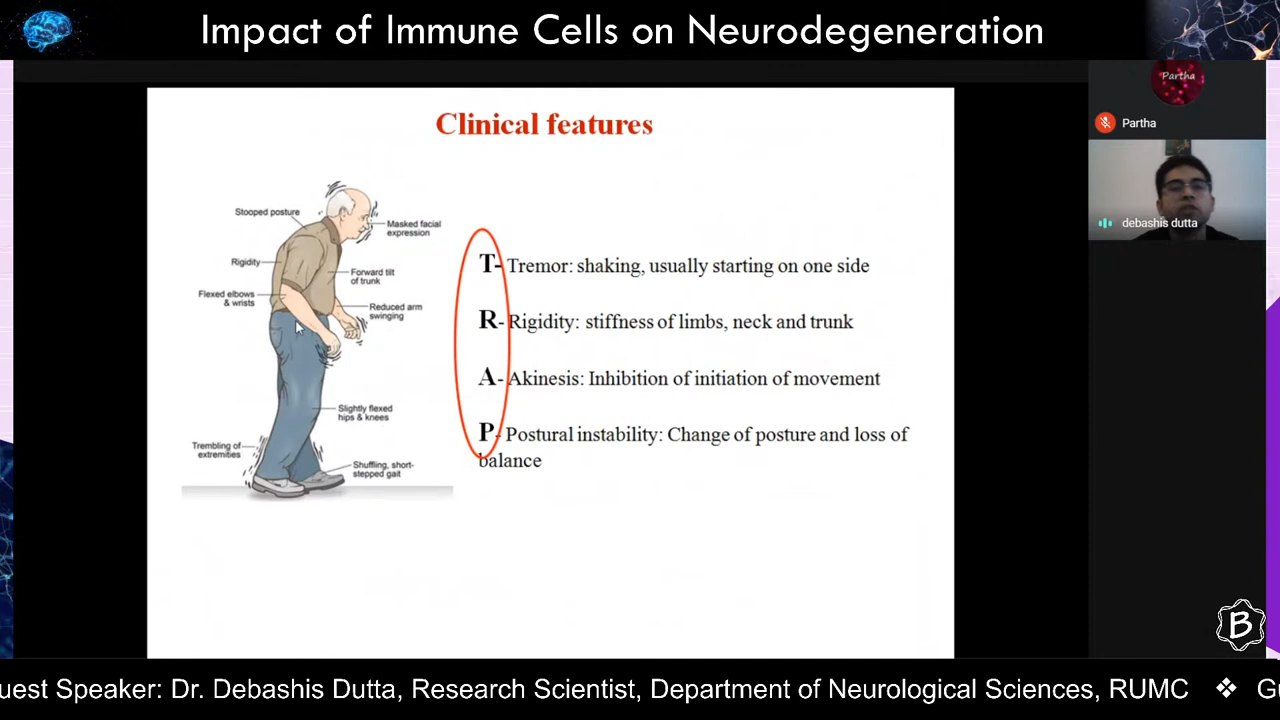 Impact of Immune Cells on Neurodegeneration
Partha
Partha
debashis dutta
Clinical features
Stooped posture
Masked facial
expression
Rigidity
Forward tilt
of trunk
Flexed elbows
& wrists
Reduced arm
swinging
Slightly flexed
hips & knees
Trembling of
extremities
Shuffling, short-
stepped gait
T- Tremor: shaking, usually starting on one side
R- Rigidity: stiffness of limbs, neck and trunk
A- Akinesis: Inhibition of initiation of movement
P- Postural instability: Change of posture and loss of
balance
B
uest Speaker: Dr. Debashis Dutta, Research Scientist, Department of Neurological Sciences, RUMC ❖ Gu